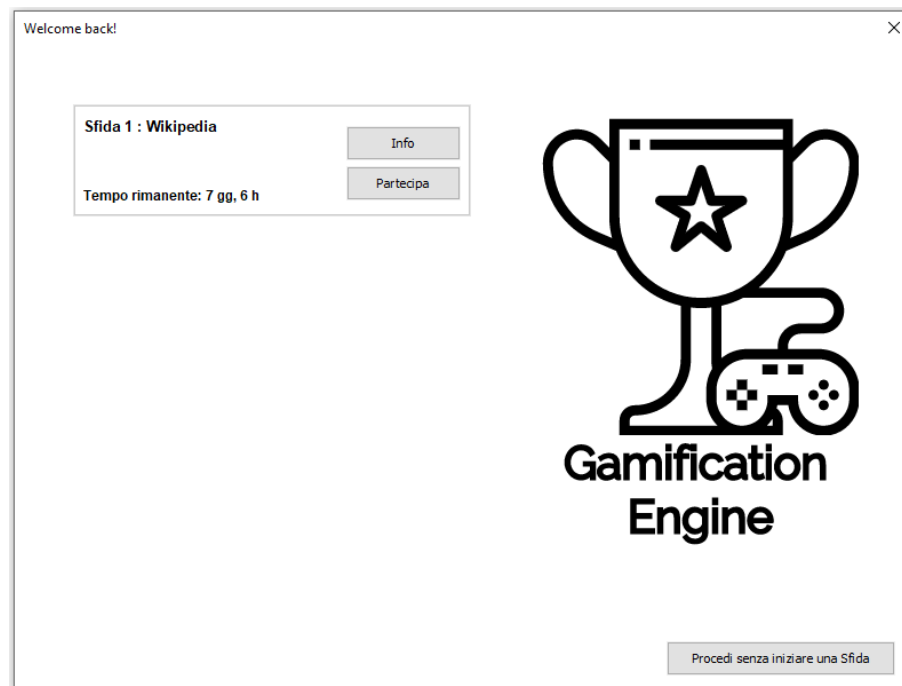 Welcome back!
Sfida 1 : Wikipedia
Info
Partecipa
Tempo rimanente: 7 gg, 6 h
Gamification
Engine
Procedi senza iniziare una Sfida